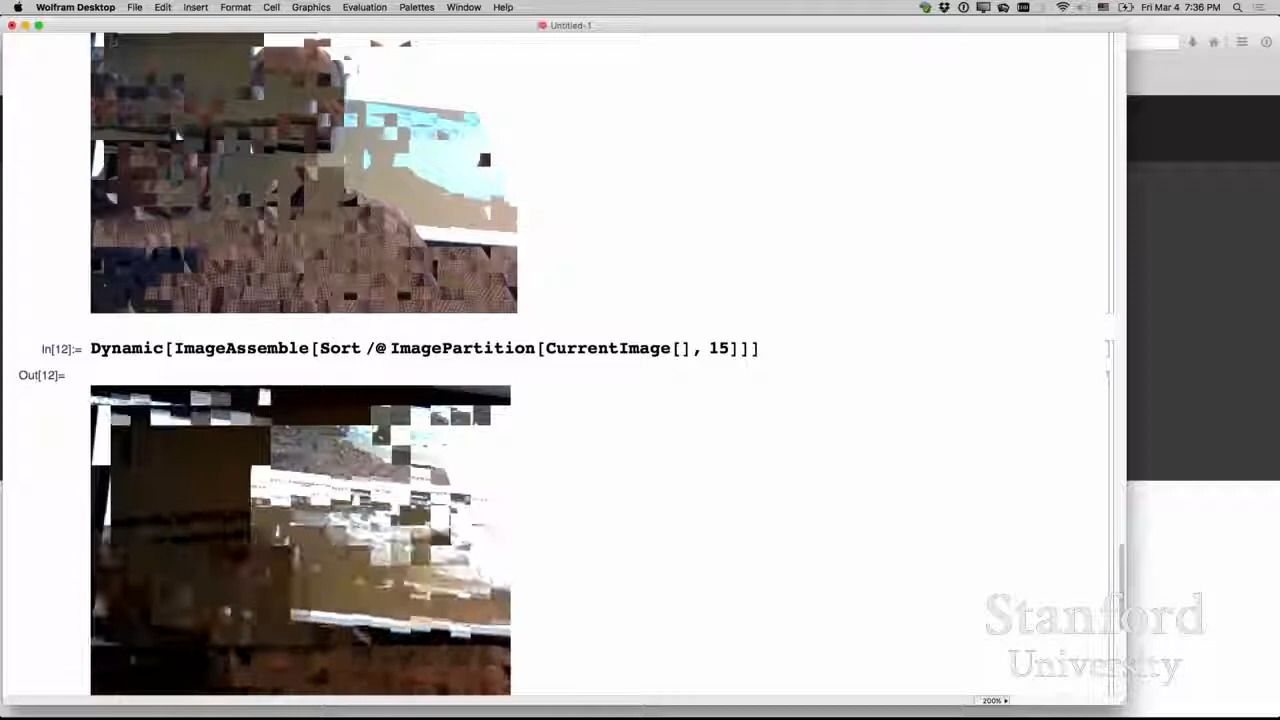 Wolfram Desktop File Edit Insert Format Cell Graphics Evaluation Palettes Window Help Fri Mar 4 7:36 PM
Untitled-1
In[12]:= Dynamic[ImageAssemble[Sort /@ ImagePartition[CurrentImage[], 15]]]
Out[12]=
Stanford
University
200%